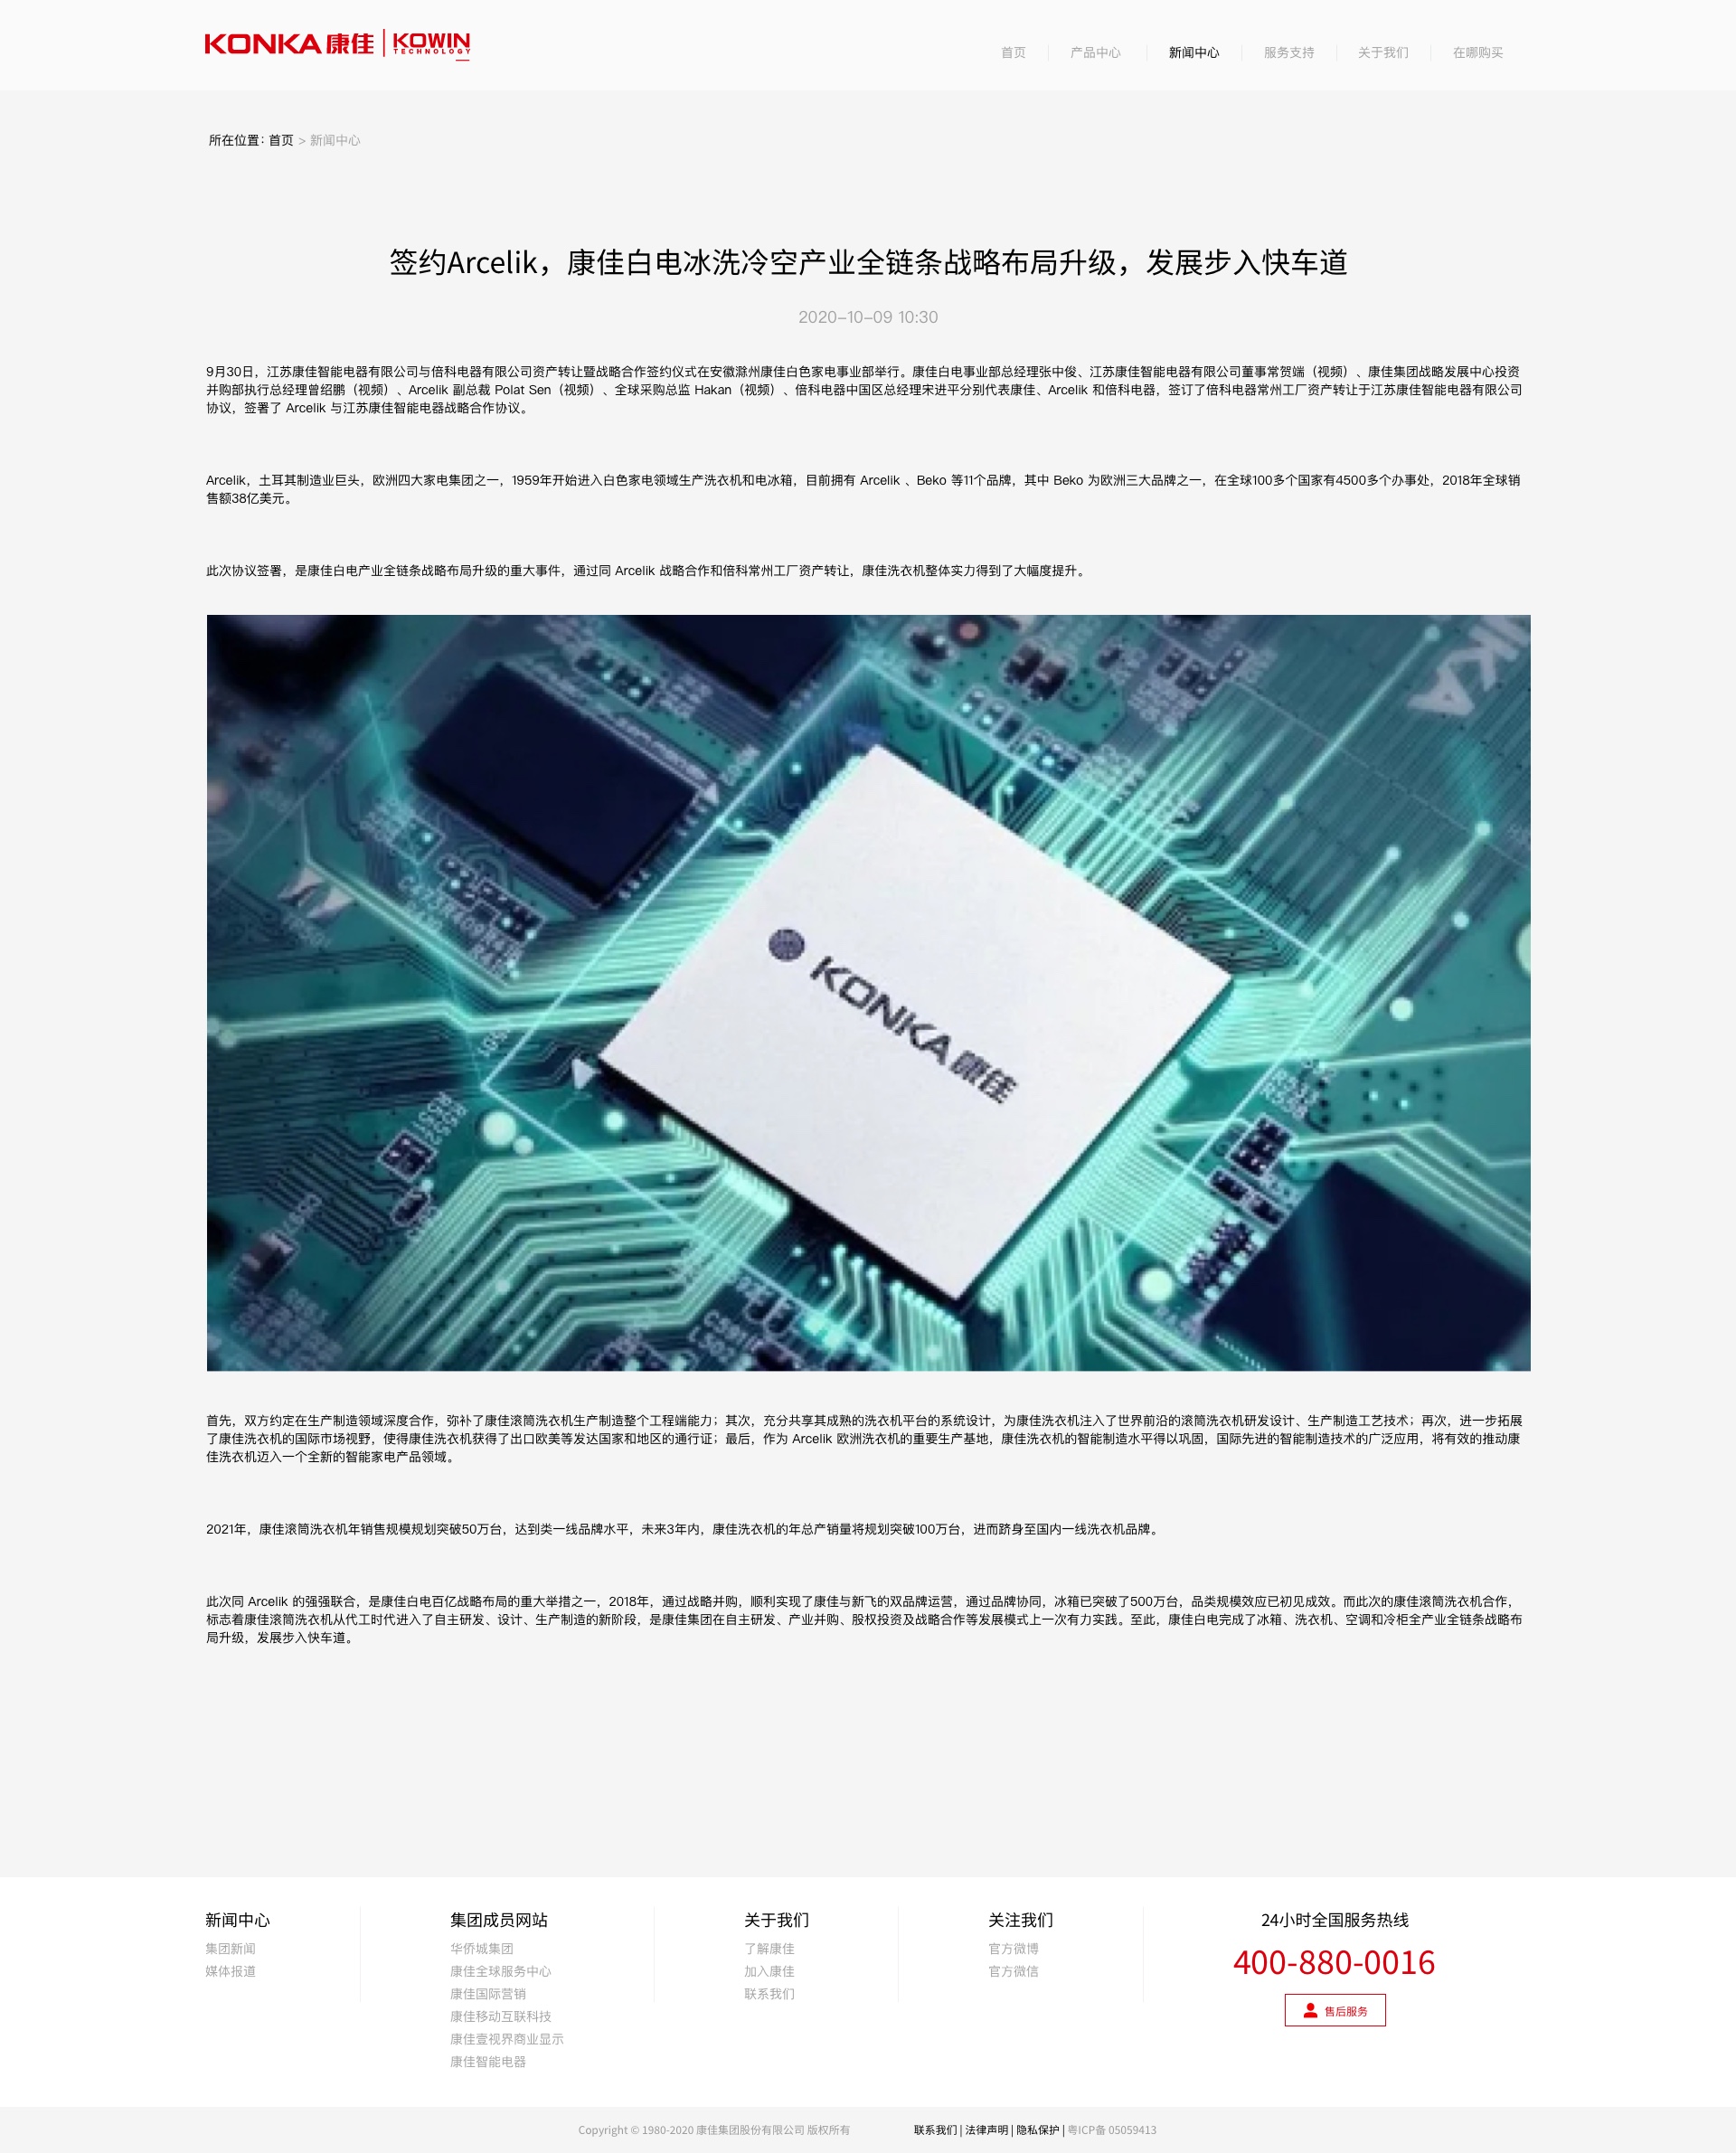 KONKA 康佳 KOWIN TECHNOLOGY
首页 产品中心 新闻中心 服务支持 关于我们 在哪购买
所在位置：首页 > 新闻中心
签约Arcelik，康佳白电冰洗冷空产业全链条战略布局升级，发展步入快车道
2020-10-09 10:30
9月30日，江苏康佳智能电器有限公司与倍科电器有限公司资产转让暨战略合作签约仪式在安徽滁州康佳白色家电事业部举行。康佳白电事业部总经理张中俊、江苏康佳智能电器有限公司董事常贺端（视频）、康佳集团战略发展中心投资
并购部执行总经理曾绍鹏（视频）、Arcelik 副总裁 Polat Sen（视频）、全球采购总监 Hakan（视频）、倍科电器中国区总经理宋进平分别代表康佳、Arcelik 和倍科电器，签订了倍科电器常州工厂资产转让于江苏康佳智能电器有限公司
协议，签署了 Arcelik 与江苏康佳智能电器战略合作协议。
Arcelik，土耳其制造业巨头，欧洲四大家电集团之一，1959年开始进入白色家电领域生产洗衣机和电冰箱，目前拥有 Arcelik 、Beko 等11个品牌，其中 Beko 为欧洲三大品牌之一，在全球100多个国家有4500多个办事处，2018年全球销
售额38亿美元。
此次协议签署，是康佳白电产业全链条战略布局升级的重大事件，通过同 Arcelik 战略合作和倍科常州工厂资产转让，康佳洗衣机整体实力得到了大幅度提升。
KONKA 康佳
首先，双方约定在生产制造领域深度合作，弥补了康佳滚筒洗衣机生产制造整个工程端能力；其次，充分共享其成熟的洗衣机平台的系统设计，为康佳洗衣机注入了世界前沿的滚筒洗衣机研发设计、生产制造工艺技术；再次，进一步拓展
了康佳洗衣机的国际市场视野，使得康佳洗衣机获得了出口欧美等发达国家和地区的通行证；最后，作为 Arcelik 欧洲洗衣机的重要生产基地，康佳洗衣机的智能制造水平得以巩固，国际先进的智能制造技术的广泛应用，将有效的推动康
佳洗衣机迈入一个全新的智能家电产品领域。
2021年，康佳滚筒洗衣机年销售规模规划突破50万台，达到类一线品牌水平，未来3年内，康佳洗衣机的年总产销量将规划突破100万台，进而跻身至国内一线洗衣机品牌。
此次同 Arcelik 的强强联合，是康佳白电百亿战略布局的重大举措之一，2018年，通过战略并购，顺利实现了康佳与新飞的双品牌运营，通过品牌协同，冰箱已突破了500万台，品类规模效应已初见成效。而此次的康佳滚筒洗衣机合作，
标志着康佳滚筒洗衣机从代工时代进入了自主研发、设计、生产制造的新阶段，是康佳集团在自主研发、产业并购、股权投资及战略合作等发展模式上一次有力实践。至此，康佳白电完成了冰箱、洗衣机、空调和冷柜全产业全链条战略布
局升级，发展步入快车道。
新闻中心
集团新闻
媒体报道
集团成员网站
华侨城集团
康佳全球服务中心
康佳国际营销
康佳移动互联科技
康佳壹视界商业显示
康佳智能电器
关于我们
了解康佳
加入康佳
联系我们
关注我们
官方微博
官方微信
24小时全国服务热线
400-880-0016
售后服务
Copyright © 1980-2020 康佳集团股份有限公司 版权所有 联系我们 | 法律声明 | 隐私保护 | 粤ICP备 05059413